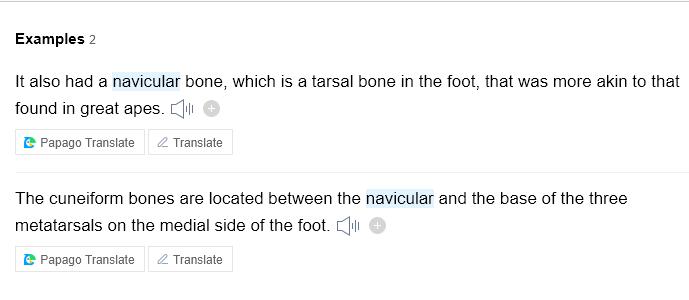 Examples 2
It also had a navicular bone, which is a tarsal bone in the foot, that was more akin to that
found in great apes.
Papago Translate Translate
The cuneiform bones are located between the navicular and the base of the three
metatarsals on the medial side of the foot.
Papago Translate Translate